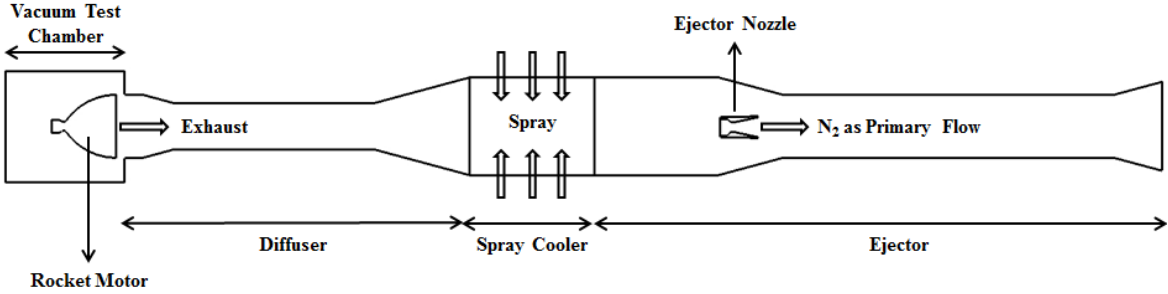 Vacuum Test
Chamber
Ejector Nozzle
Exhaust
Spray
N₂ as Primary Flow
Diffuser
Spray Cooler
Ejector
Rocket Motor